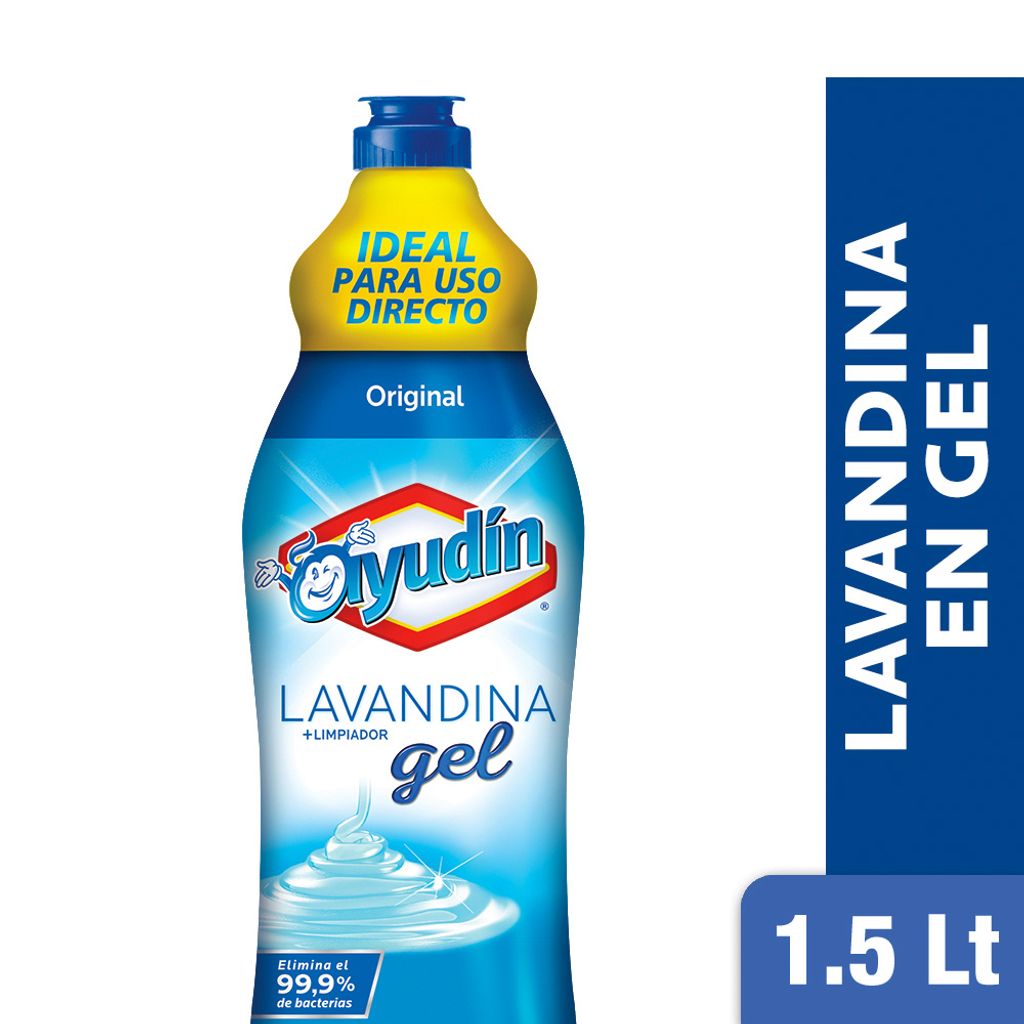 IDEAL
PARA USO
DIRECTO
Original
Ayudín
®
LAVANDINA
+LIMPIADOR
gel
Elimina el
99,9%
de bacterias
LAVANDINA
EN GEL
1.5 Lt